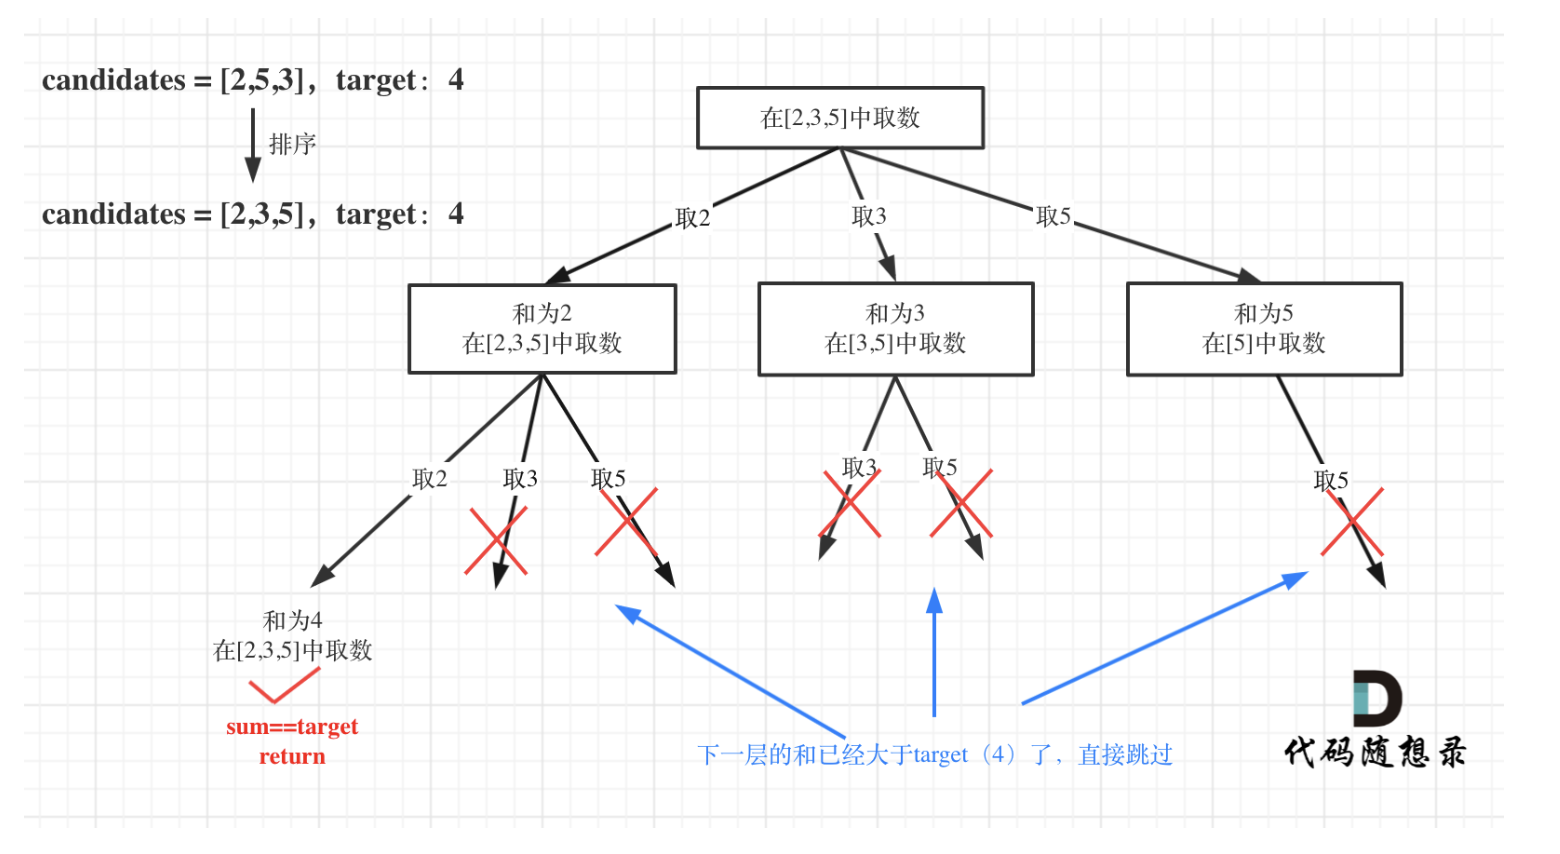 candidates = [2,5,3]，target：4
排序
candidates = [2,3,5]，target：4
在[2,3,5]中取数
取2
取3
取5
和为2
在[2,3,5]中取数
和为3
在[3,5]中取数
和为5
在[5]中取数
取2
取3
取5
取3
取5
取5
和为4
在[2,3,5]中取数
sum==target
return
下一层的和已经大于target（4）了，直接跳过
代码随想录